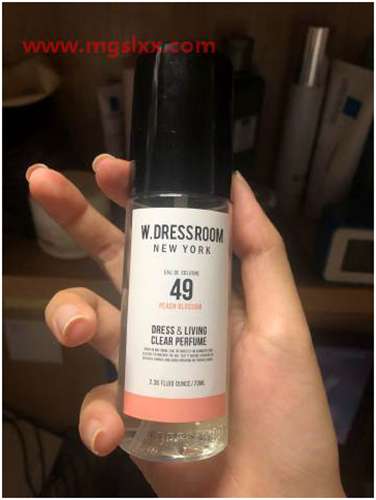 www.mgslxx.com
W.DRESSROOM
NEW YORK
EAU DE COLOGNE
49
PEACH BLOSSOM
DRESS & LIVING
CLEAR PERFUME
2.36 FLUID OUNCE/70ML